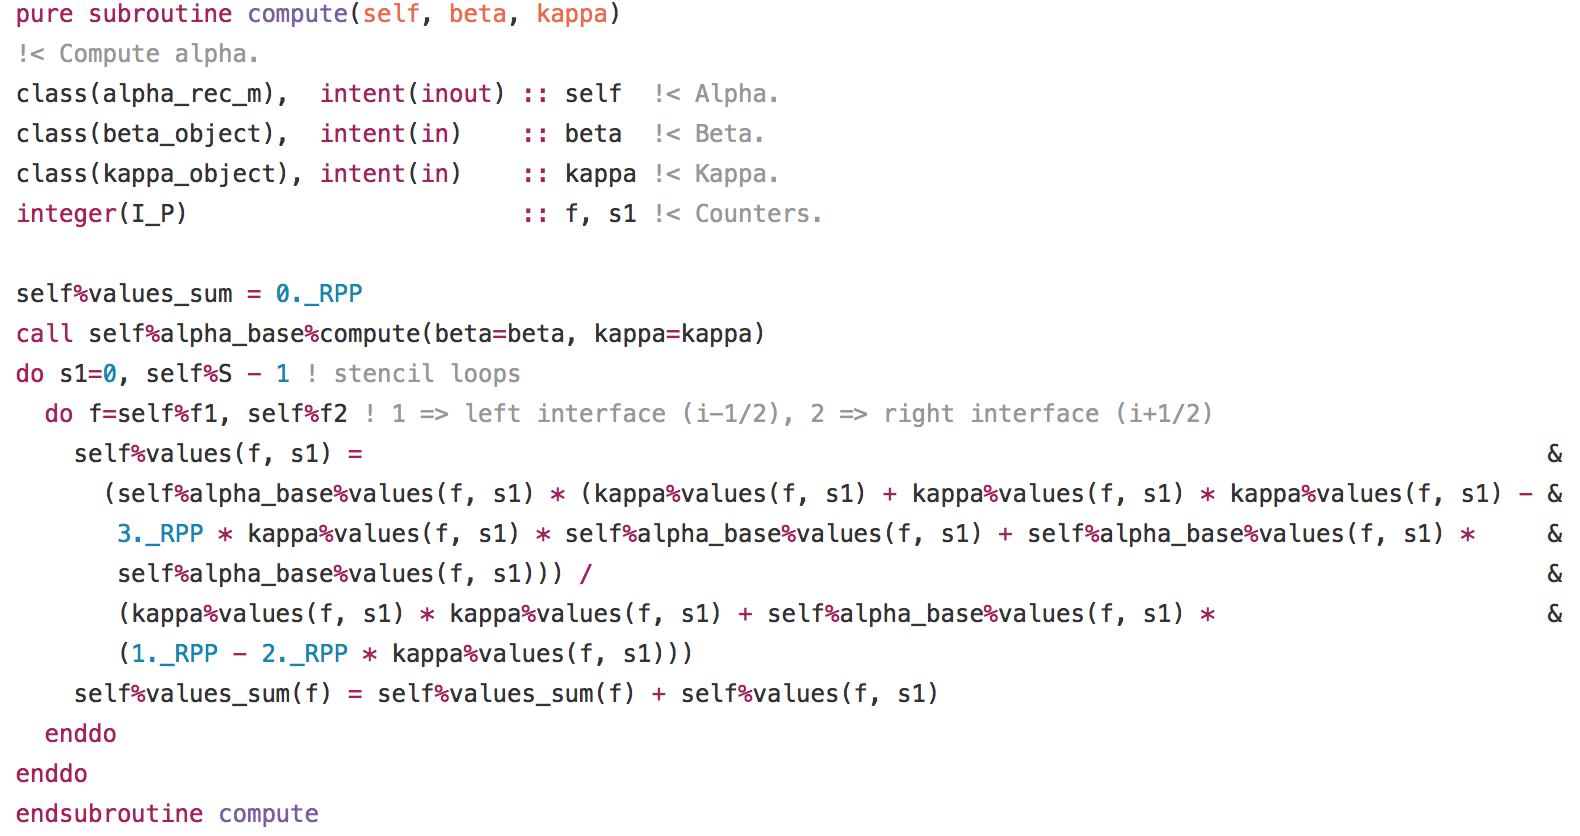 pure subroutine compute(self, beta, kappa)
!< Compute alpha.
class(alpha_rec_m),  intent(inout) :: self  !< Alpha.
class(beta_object),  intent(in)    :: beta  !< Beta.
class(kappa_object), intent(in)    :: kappa !< Kappa.
integer(I_P)                       :: f, s1 !< Counters.

self%values_sum = 0._RPP
call self%alpha_base%compute(beta=beta, kappa=kappa)
do s1=0, self%S - 1 ! stencil loops
  do f=self%f1, self%f2 ! 1 => left interface (i-1/2), 2 => right interface (i+1/2)
    self%values(f, s1) =                                                                                  &
      (self%alpha_base%values(f, s1) * (kappa%values(f, s1) + kappa%values(f, s1) * kappa%values(f, s1) - &
       3._RPP * kappa%values(f, s1) * self%alpha_base%values(f, s1) + self%alpha_base%values(f, s1) *     &
       self%alpha_base%values(f, s1))) /                                                                  &
       (kappa%values(f, s1) * kappa%values(f, s1) + self%alpha_base%values(f, s1) *                       &
       (1._RPP - 2._RPP * kappa%values(f, s1)))
    self%values_sum(f) = self%values_sum(f) + self%values(f, s1)
  enddo
enddo
endsubroutine compute